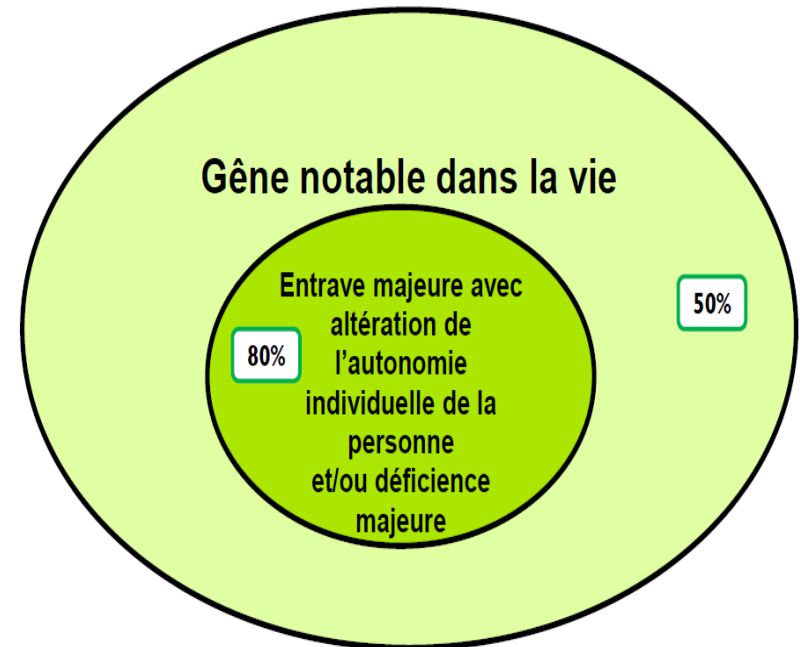 Gêne notable dans la vie
50%
Entrave majeure avec
altération de
80%
l’autonomie
individuelle de la
personne
et/ou déficience
majeure